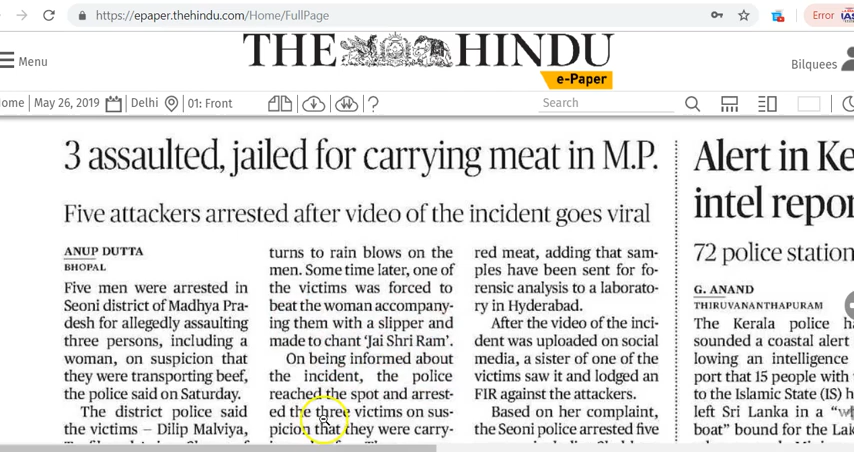 https://epaper.thehindu.com/Home/FullPage
Error
Menu
THE HINDU
e-Paper
Bilquees
ome | May 26, 2019 Delhi 01: Front
?
Search
3 assaulted, jailed for carrying meat in M.P.
Five attackers arrested after video of the incident goes viral
ANUP DUTTA
BHOPAL
Five men were arrested in
Seoni district of Madhya Pra-
desh for allegedly assaulting
three persons, including a
woman, on suspicion that
they were transporting beef,
the police said on Saturday.
The district police said
the victims – Dilip Malviya,
turns to rain blows on the
men. Some time later, one of
the victims was forced to
beat the woman accompany-
ing them with a slipper and
made to chant ‘Jai Shri Ram’.
On being informed about
the incident, the police
reached the spot and arrest-
ed the three victims on sus-
picion that they were carry-
red meat, adding that sam-
ples have been sent for fo-
rensic analysis to a laborato-
ry in Hyderabad.
After the video of the inci-
dent was uploaded on social
media, a sister of one of the
victims saw it and lodged an
FIR against the attackers.
Based on her complaint,
the Seoni police arrested five
Alert in Ke
intel repor
72 police station
G. ANAND
THIRUVANANTHAPURAM
The Kerala police h
sounded a coastal alert
lowing an intelligence
port that 15 people with
to the Islamic State (IS) h
left Sri Lanka in a “w
boat” bound for the Lak